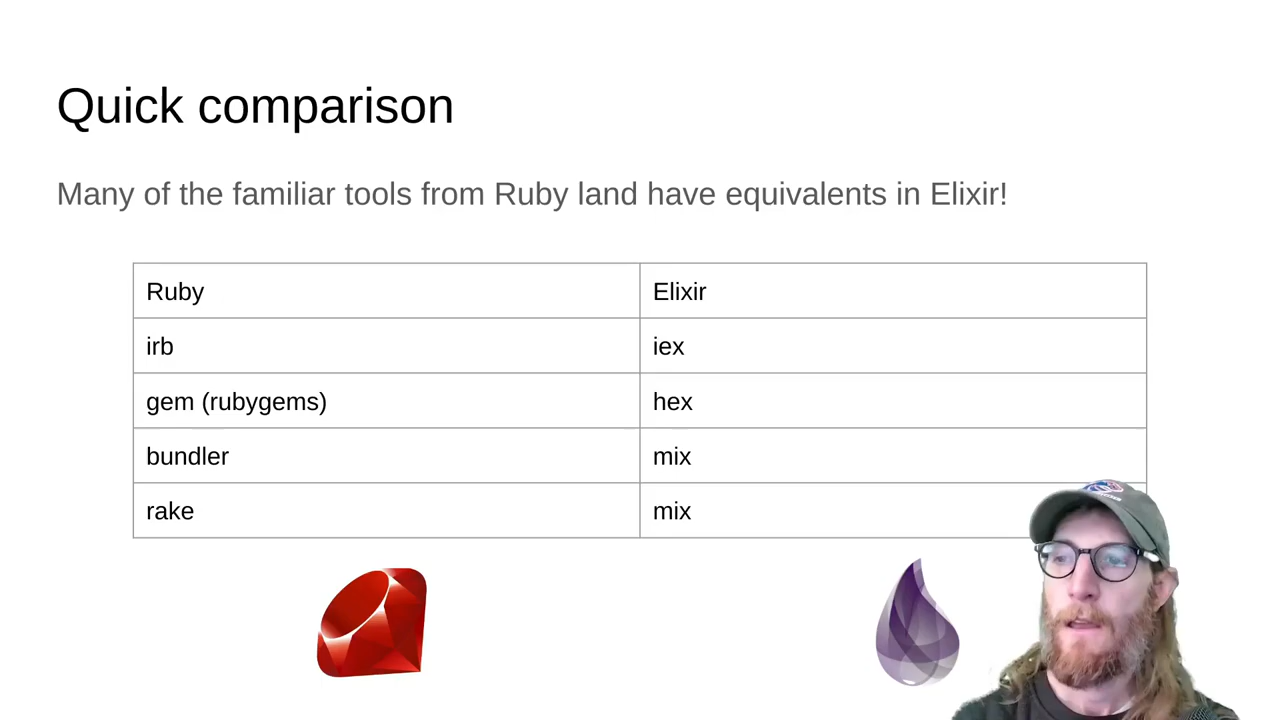 Quick comparison
Many of the familiar tools from Ruby land have equivalents in Elixir!
Ruby Elixir
irb iex
gem (rubygems) hex
bundler mix
rake mix